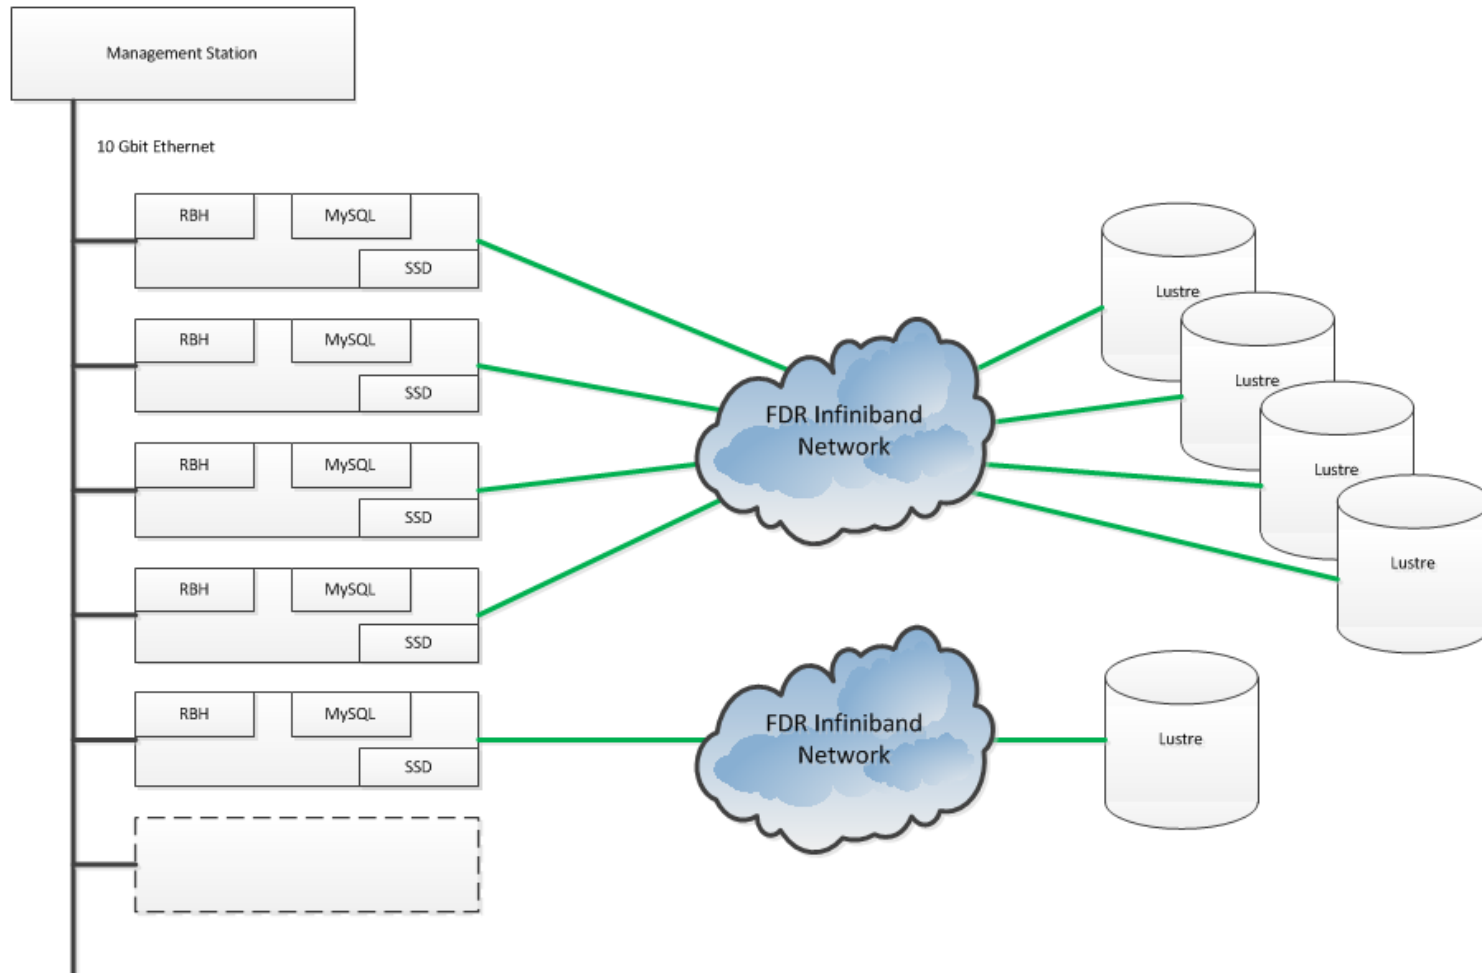 Management Station
10 Gbit Ethernet
RBH
MySQL
SSD
RBH
MySQL
SSD
RBH
MySQL
SSD
RBH
MySQL
SSD
RBH
MySQL
SSD
FDR Infiniband
Network
FDR Infiniband
Network
Lustre
Lustre
Lustre
Lustre
Lustre